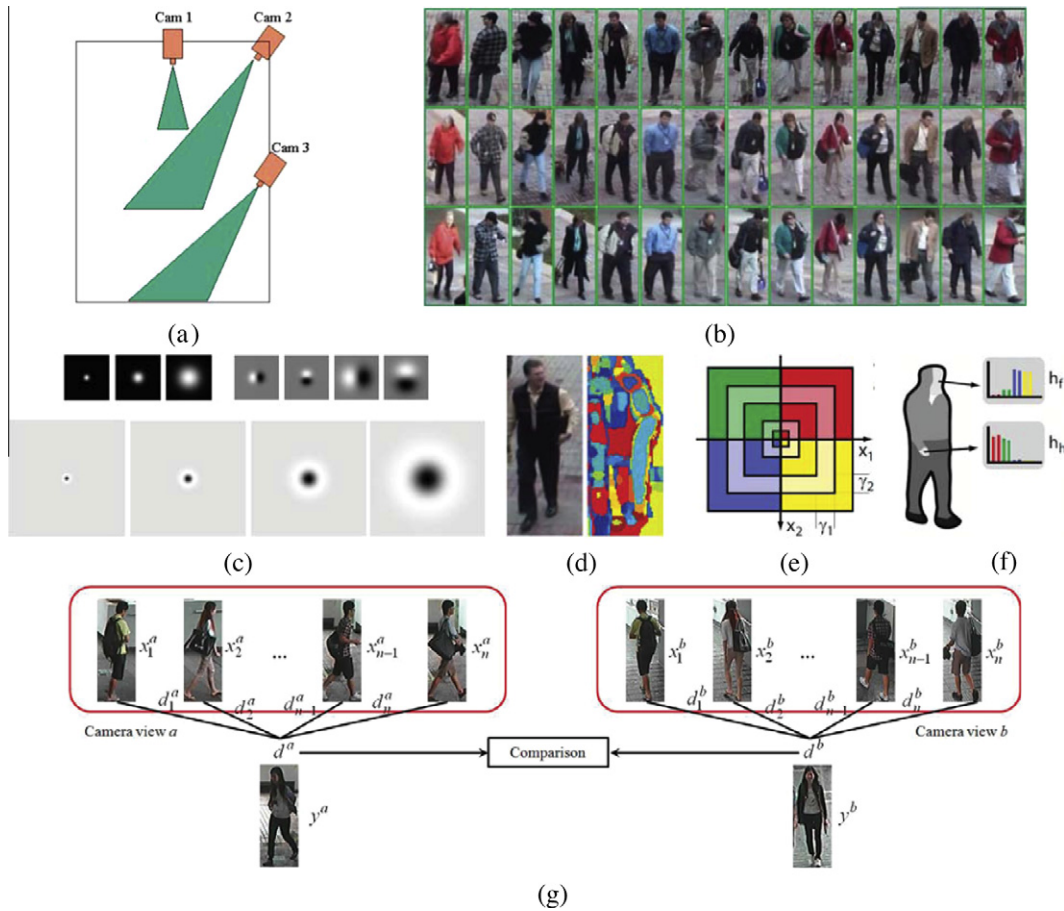 Cam 1
Cam 2
Cam 3
(a)
(b)
(c)
(d)
x₁
x₂
γ₁
γ₂
(e)
h_f
h_h
(f)
x₁ᵃ
x₂ᵃ
...
xₙ₋₁ᵃ
xₙᵃ
d₁ᵃ
d₂ᵃ
dₙ₋₁ᵃ
dₙᵃ
Camera view a
dᵃ
yᵃ
Comparison
x₁ᵇ
x₂ᵇ
...
xₙ₋₁ᵇ
xₙᵇ
d₁ᵇ
d₂ᵇ
dₙ₋₁ᵇ
dₙᵇ
Camera view b
dᵇ
yᵇ
(g)